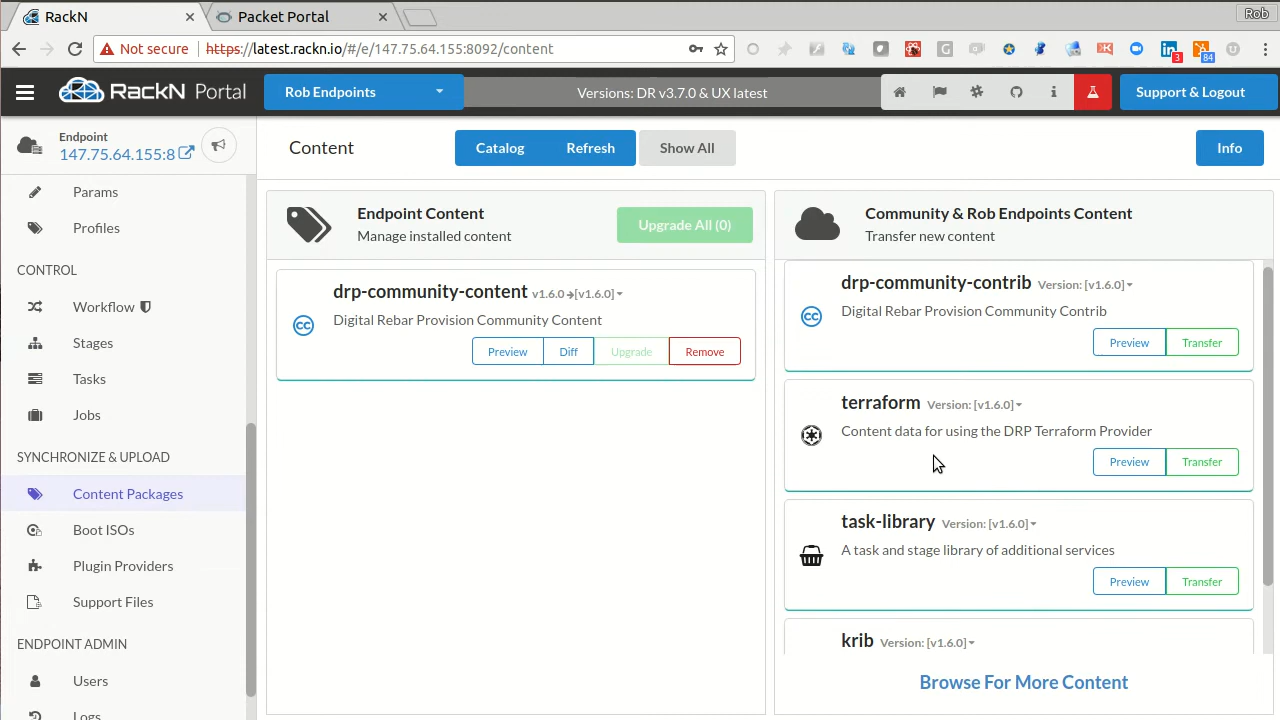 RackN
Packet Portal
Rob
Not secure https://latest.rackn.io/#/e/147.75.64.155:8092/content
3
84
RackN Portal
Rob Endpoints
Versions: DR v3.7.0 & UX latest
Support & Logout
Endpoint
147.75.64.155:8
Content
Catalog
Refresh
Show All
Info
Params
Profiles
CONTROL
Workflow
Stages
Tasks
Jobs
SYNCHRONIZE & UPLOAD
Content Packages
Boot ISOs
Plugin Providers
Support Files
ENDPOINT ADMIN
Users
Logs
Endpoint Content
Manage installed content
Upgrade All (0)
drp-community-content v1.6.0 →[v1.6.0]
cc
Digital Rebar Provision Community Content
Preview
Diff
Upgrade
Remove
Community & Rob Endpoints Content
Transfer new content
drp-community-contrib Version: [v1.6.0]
cc
Digital Rebar Provision Community Contrib
Preview
Transfer
terraform Version: [v1.6.0]
Content data for using the DRP Terraform Provider
Preview
Transfer
task-library Version: [v1.6.0]
A task and stage library of additional services
Preview
Transfer
krib Version: [v1.6.0]
Browse For More Content